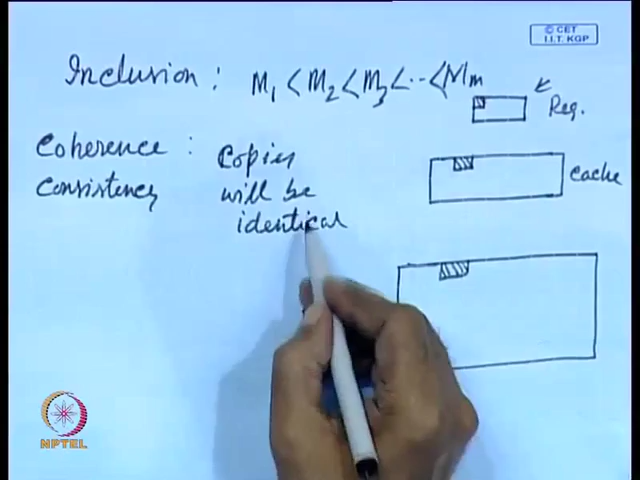 © CET
I.I.T. KGP
Inclusion : M1 < M2 < M3 < ... < Mm
Reg.
Coherence : Copies
Cache
Consistency will be
identical
NPTEL